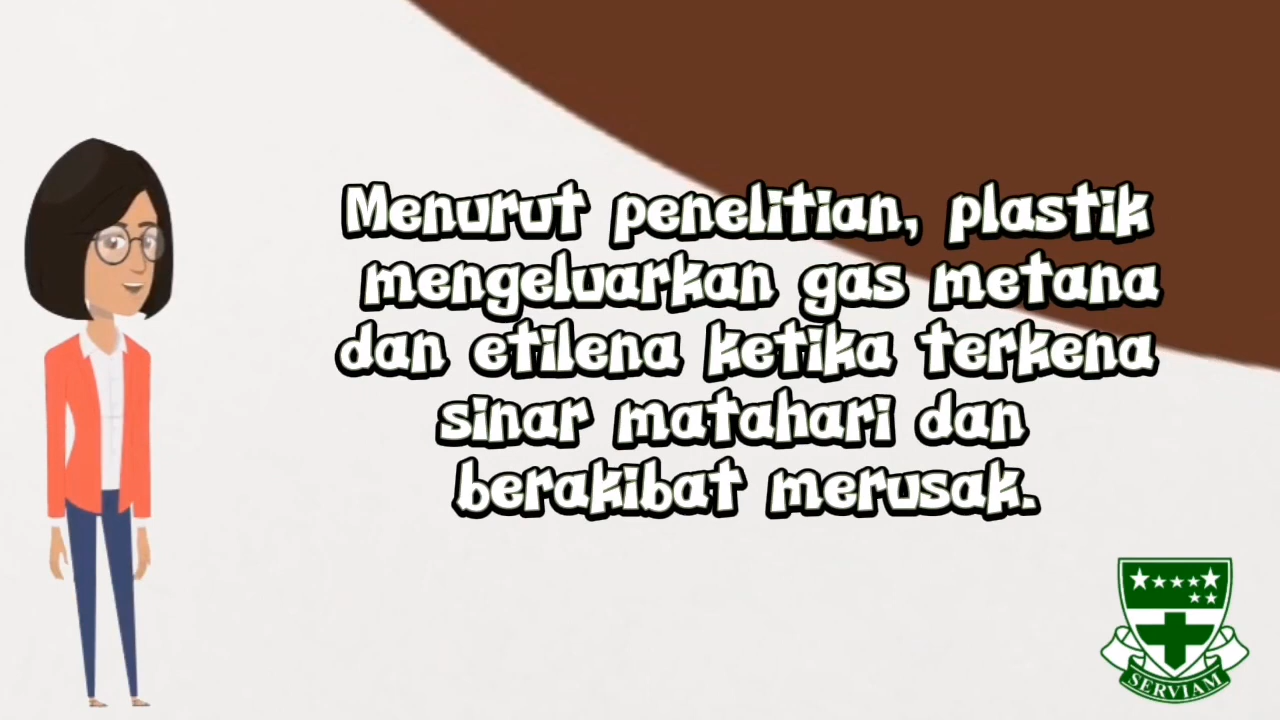 Menurut penelitian, plastik
mengeluarkan gas metana
dan etilena ketika terkena
sinar matahari dan
berakibat merusak.
SERVIAM